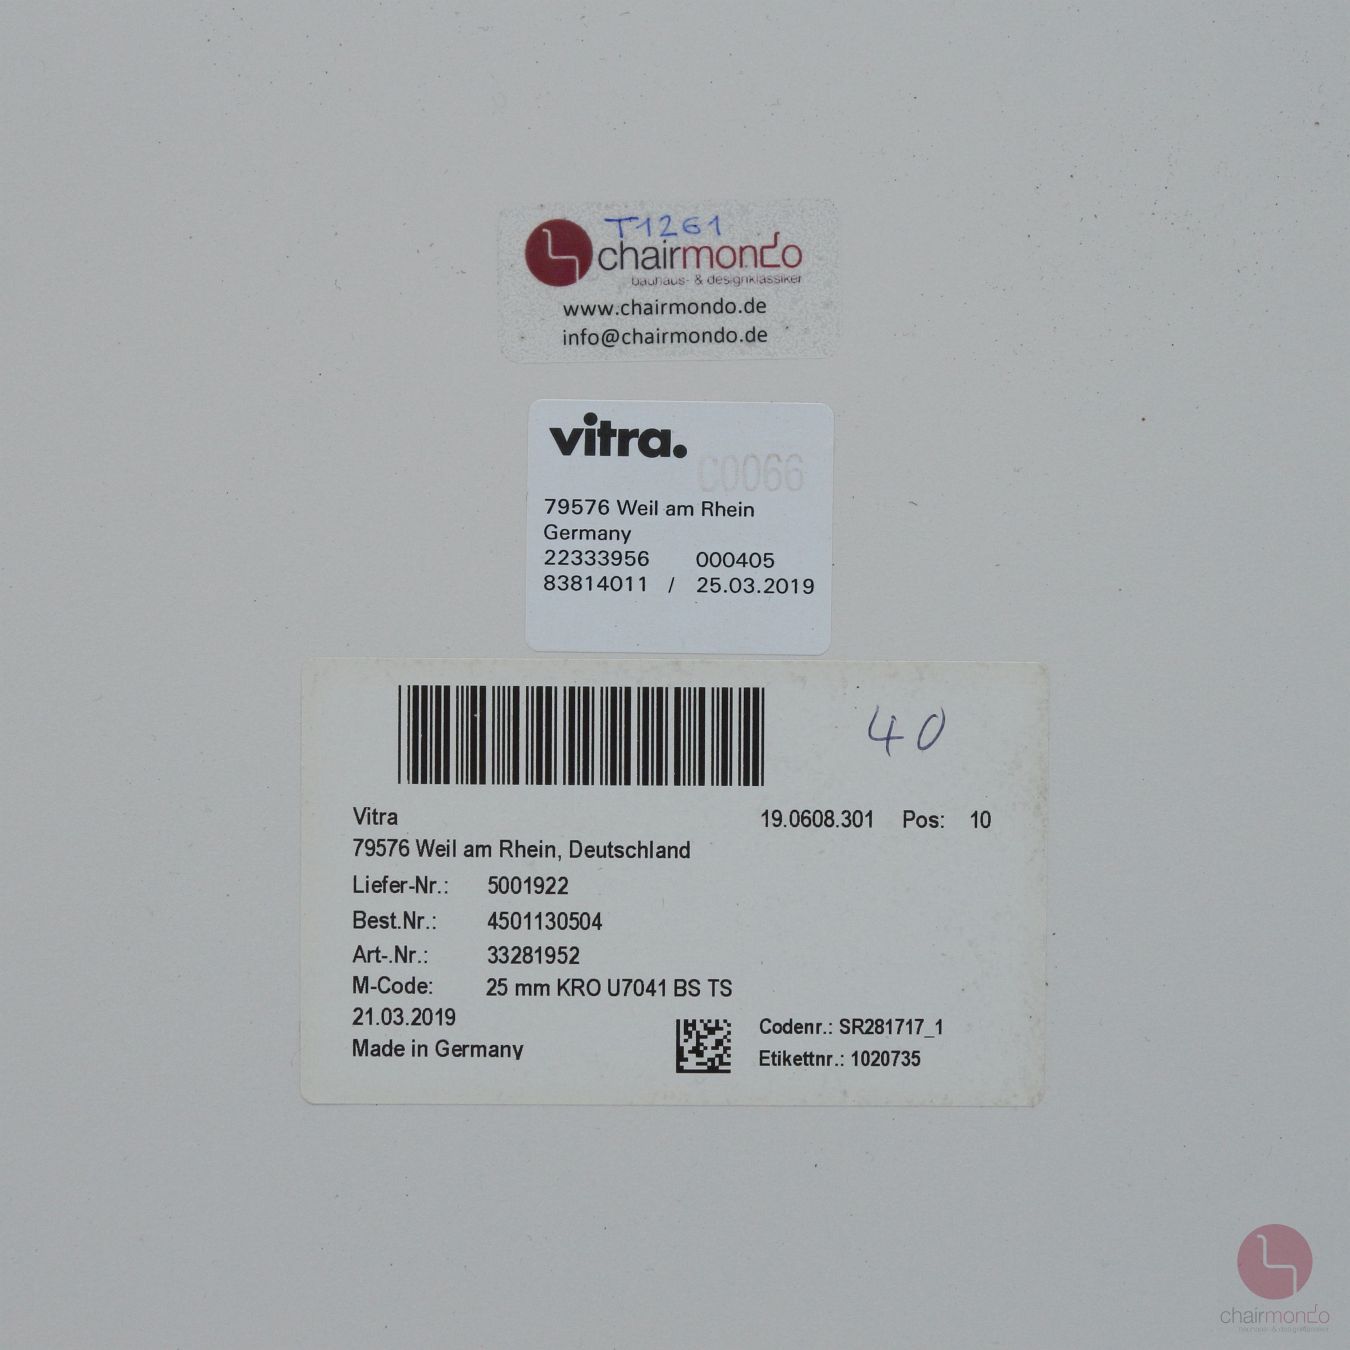 T1261
chairmondo
bauhaus- & designklassiker
www.chairmondo.de
info@chairmondo.de
vitra.
C0066
79576 Weil am Rhein
Germany
22333956 000405
83814011 / 25.03.2019
40
Vitra 19.0608.301 Pos: 10
79576 Weil am Rhein, Deutschland
Liefer-Nr.: 5001922
Best.Nr.: 4501130504
Art-.Nr.: 33281952
M-Code: 25 mm KRO U7041 BS TS
21.03.2019
Made in Germany
Codenr.: SR281717_1
Etikettnr.: 1020735
chairmondo
bauhaus- & designklassiker